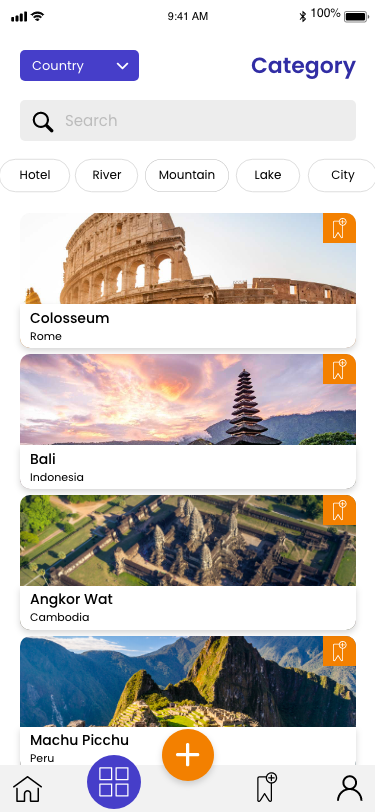 9:41 AM
100%
Country
Category
Search
Hotel
River
Mountain
Lake
City
Colosseum
Rome
Bali
Indonesia
Angkor Wat
Cambodia
Machu Picchu
Peru